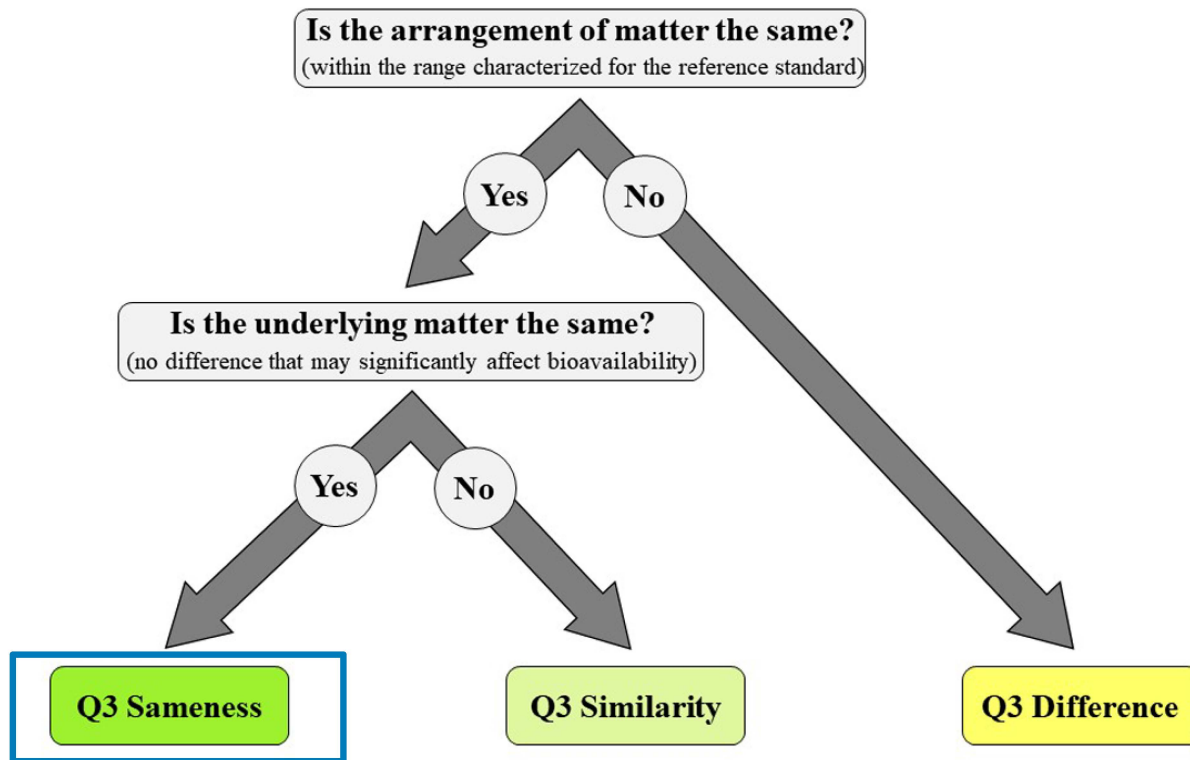 Is the arrangement of matter the same?
(within the range characterized for the reference standard)
Yes
No
Is the underlying matter the same?
(no difference that may significantly affect bioavailability)
Yes
No
Q3 Sameness
Q3 Similarity
Q3 Difference